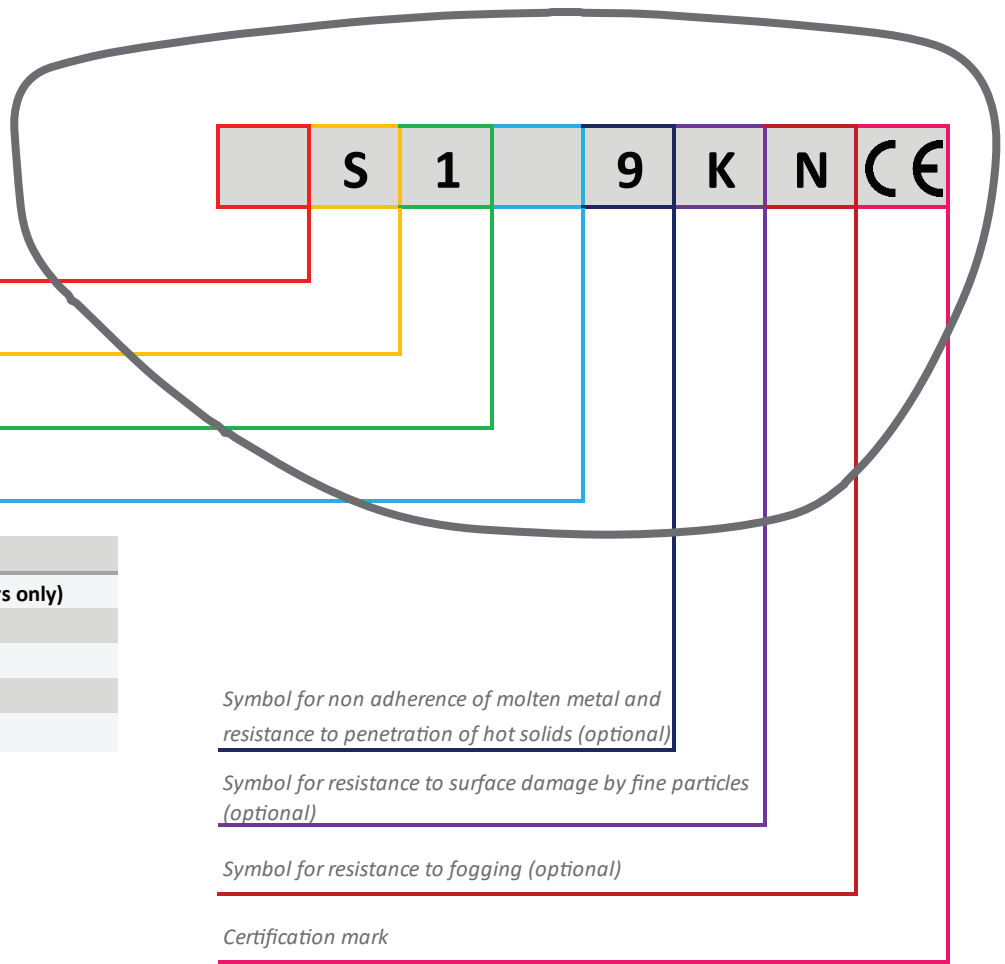 S 1 9 K N CE
rs only)
Symbol for non adherence of molten metal and
resistance to penetration of hot solids (optional)
Symbol for resistance to surface damage by fine particles
(optional)
Symbol for resistance to fogging (optional)
Certification mark